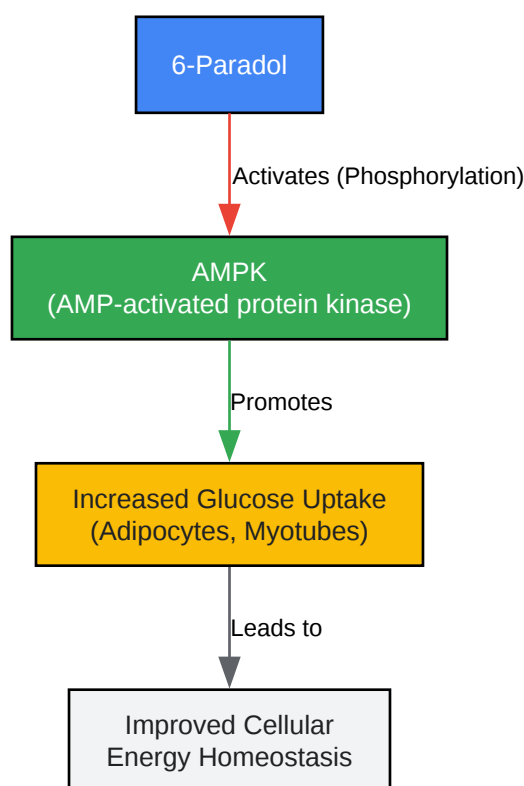 6-Paradol
Activates (Phosphorylation)
AMPK
(AMP-activated protein kinase)
Promotes
Increased Glucose Uptake
(Adipocytes, Myotubes)
Leads to
Improved Cellular
Energy Homeostasis